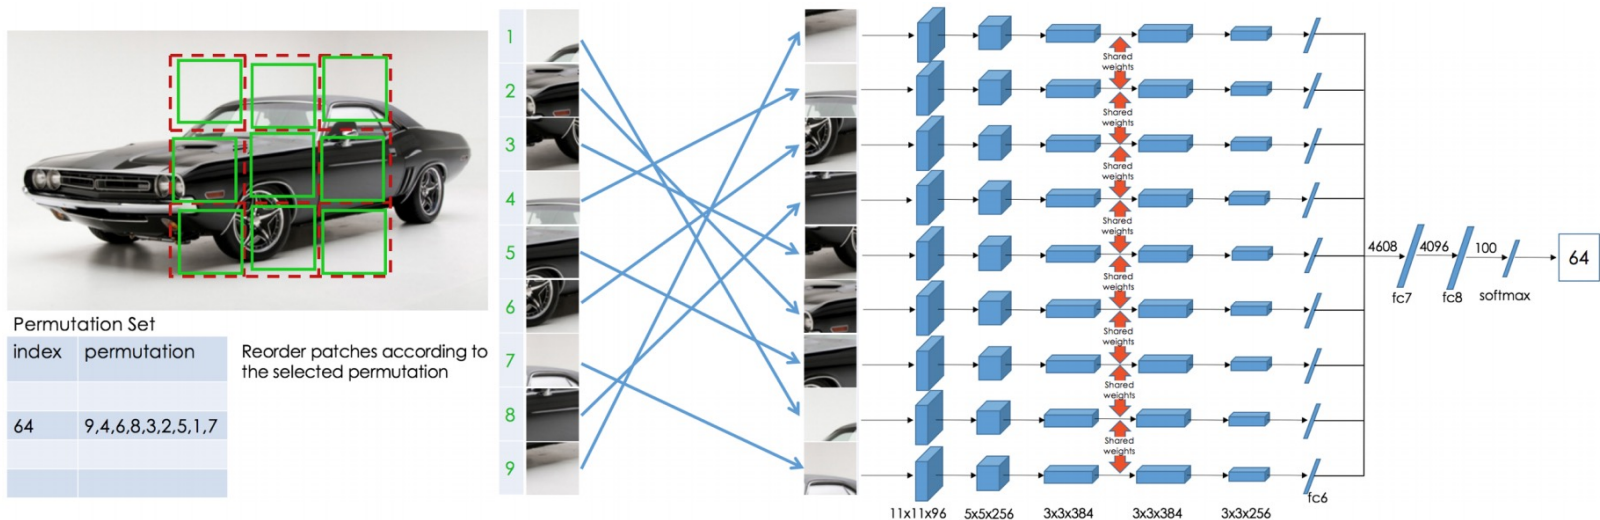 Permutation Set
index permutation
64 9,4,6,8,3,2,5,1,7
Reorder patches according to
the selected permutation
1
2
3
4
5
6
7
8
9
Shared
weights
Shared
weights
Shared
weights
Shared
weights
Shared
weights
Shared
weights
Shared
weights
Shared
weights
11x11x96 5x5x256 3x3x384 3x3x384 3x3x256
fc6
4608
fc7
4096
fc8
100
softmax
64